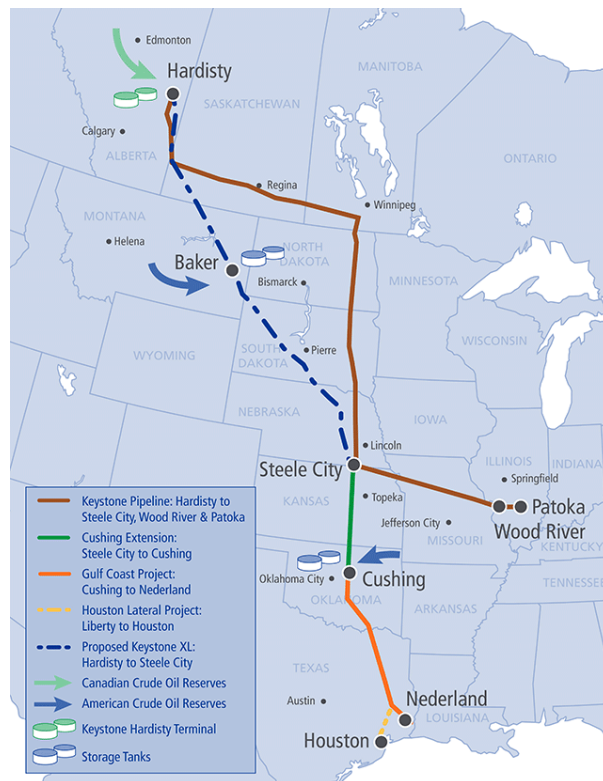 Edmonton
Hardisty
MANITOBA
SASKATCHEWAN
Calgary
ALBERTA
ONTARIO
Regina
Winnipeg
MONTANA
Helena
NORTH
DAKOTA
Baker
Bismarck
MINNESOTA
WYOMING
SOUTH
DAKOTA
Pierre
WISCONSIN
NEBRASKA
IOWA
Lincoln
Steele City
ILLINOIS
INDIANA
Springfield
KANSAS
Topeka
Patoka
Wood River
Jefferson City
MISSOURI
KENTUCKY
Oklahoma City
Cushing
OKLAHOMA
TENNESSEE
ARKANSAS
TEXAS
Austin
Nederland
LOUISIANA
Houston
Keystone Pipeline: Hardisty to
Steele City, Wood River & Patoka
Cushing Extension:
Steele City to Cushing
Gulf Coast Project:
Cushing to Nederland
Houston Lateral Project:
Liberty to Houston
Proposed Keystone XL:
Hardisty to Steele City
Canadian Crude Oil Reserves
American Crude Oil Reserves
Keystone Hardisty Terminal
Storage Tanks